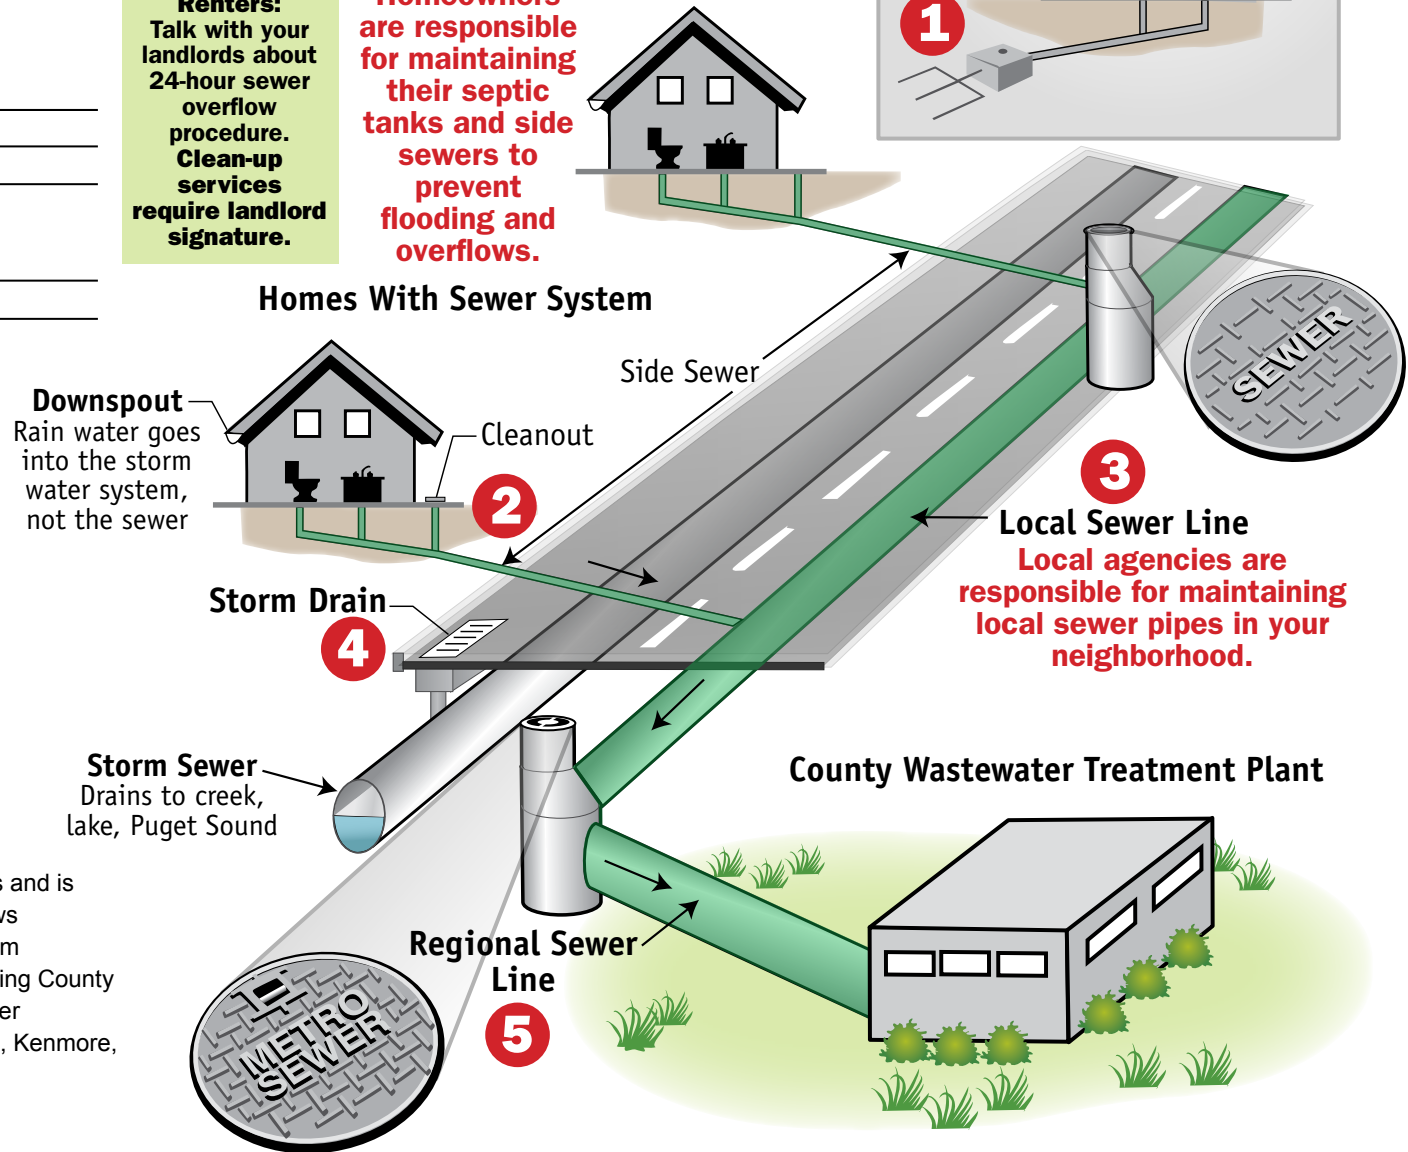 Renters:
Talk with your
landlords about
24-hour sewer
overflow
procedure.
Clean-up
services
require landlord
signature.
Homeowners
are responsible
for maintaining
their septic
tanks and side
sewers to
prevent
flooding and
overflows.
1
Homes With Sewer System
Side Sewer
SEWER
Downspout
Rain water goes
into the storm
water system,
not the sewer
Cleanout
2
3
Local Sewer Line
Local agencies are
responsible for maintaining
local sewer pipes in your
neighborhood.
Storm Drain
4
Storm Sewer
Drains to creek,
lake, Puget Sound
County Wastewater Treatment Plant
and is
County
, Kenmore,
Regional Sewer
Line
5
METRO
SEWER